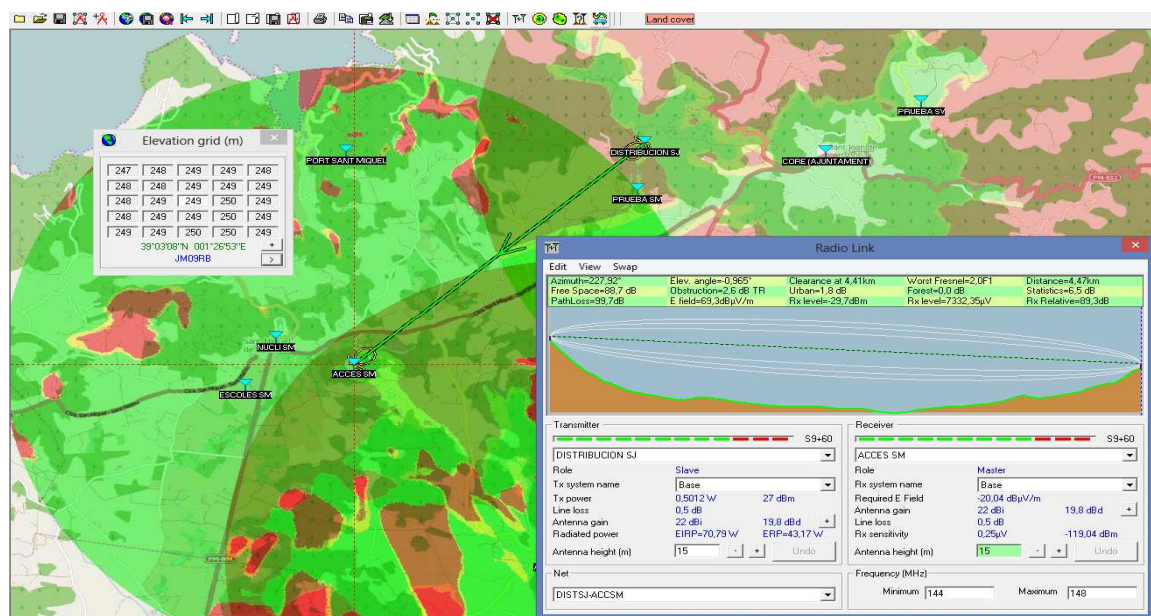 Land cover
Elevation grid (m)
247 248 249 249 248
248 248 249 249 249
248 249 249 250 249
248 249 249 250 249
249 249 249 250 249
39°03'08"N 001°26'53"E +
JM09RB >
PORT SANT MIQUEL
DISTRIBUCION SJ
PRUEBA SV
CORE (AJUNTAMENT)
PRUEBA SM
PM-811
NUCLI SM
ACCES SM
ESCOLES SM
Radio Link
Edit View Swap
Azimuth=227,92° Elev. angle=-0,965° Clearance at 4,41km Worst Fresnel=2,0F1 Distance=4,47km
Free Space=88,7 dB Obstruction=2,6 dB TR Urban=1,8 dB Forest=0,0 dB Statistics=6,5 dB
PathLoss=99,7dB E field=69,3dBµV/m Rx level=-29,7dBm Rx level=7332,35µV Rx Relative=89,3dB
Transmitter
S9+60
DISTRIBUCION SJ
Role Slave
Tx system name Base
Tx power 0,5012 W 27 dBm
Line loss 0,5 dB
Antenna gain 22 dBi 19,8 dBd +
Radiated power EIRP=70,79 W ERP=43,17 W
Antenna height (m) 15 - + Undo
Receiver
S9+60
ACCES SM
Role Master
Rx system name Base
Required E Field -20,04 dBµV/m
Antenna gain 22 dBi 19,8 dBd +
Line loss 0,5 dB
Rx sensitivity 0,25µV -119,04 dBm
Antenna height (m) 15 - + Undo
Net
DISTSJ-ACCSM
Frequency (MHz)
Minimum 144 Maximum 148